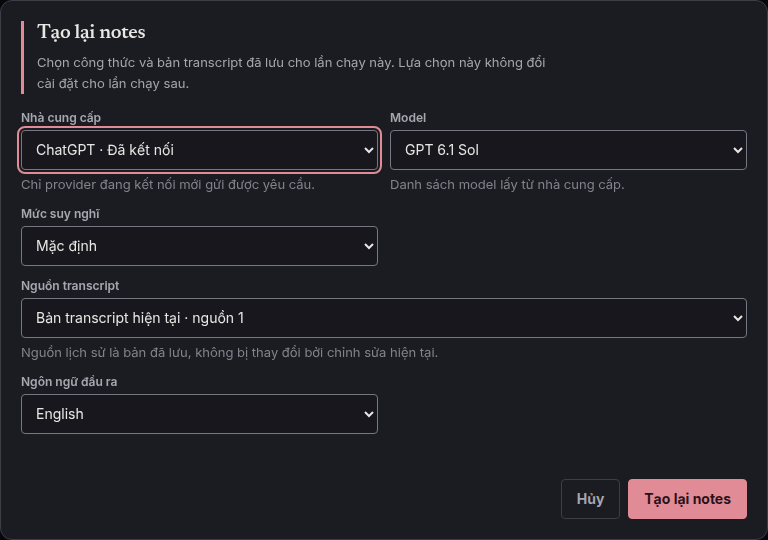 Tạo lại notes
Chọn công thức và bản transcript đã lưu cho lần chạy này. Lựa chọn này không đổi
cài đặt cho lần chạy sau.
Nhà cung cấp
Model
ChatGPT · Đã kết nối
GPT 6.1 Sol
Chỉ provider đang kết nối mới gửi được yêu cầu.
Danh sách model lấy từ nhà cung cấp.
Mức suy nghĩ
Mặc định
Nguồn transcript
Bản transcript hiện tại · nguồn 1
Nguồn lịch sử là bản đã lưu, không bị thay đổi bởi chỉnh sửa hiện tại.
Ngôn ngữ đầu ra
English
Hủy
Tạo lại notes